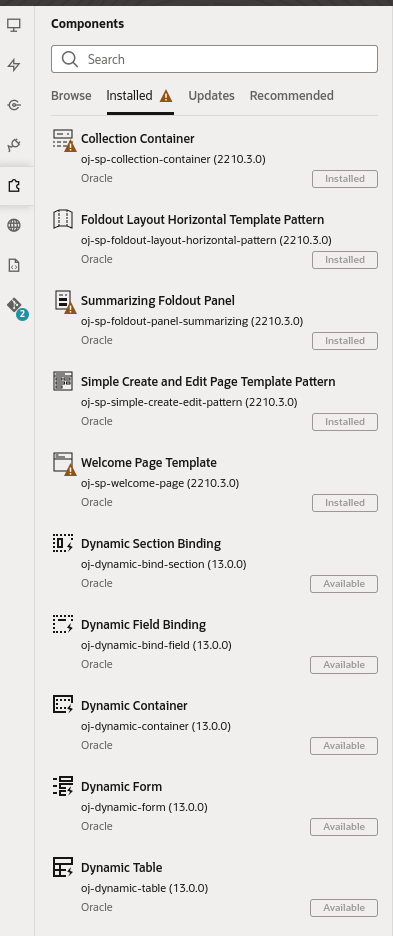 Components
Search
Browse Installed Updates Recommended
Collection Container
oj-sp-collection-container (2210.3.0)
Oracle Installed
Foldout Layout Horizontal Template Pattern
oj-sp-foldout-layout-horizontal-pattern (2210.3.0)
Oracle Installed
Summarizing Foldout Panel
oj-sp-foldout-panel-summarizing (2210.3.0)
Oracle Installed
Simple Create and Edit Page Template Pattern
oj-sp-simple-create-edit-pattern (2210.3.0)
Oracle Installed
2
Welcome Page Template
oj-sp-welcome-page (2210.3.0)
Oracle Installed
Dynamic Section Binding
oj-dynamic-bind-section (13.0.0)
Oracle Available
Dynamic Field Binding
oj-dynamic-bind-field (13.0.0)
Oracle Available
Dynamic Container
oj-dynamic-container (13.0.0)
Oracle Available
Dynamic Form
oj-dynamic-form (13.0.0)
Oracle Available
Dynamic Table
oj-dynamic-table (13.0.0)
Oracle Available